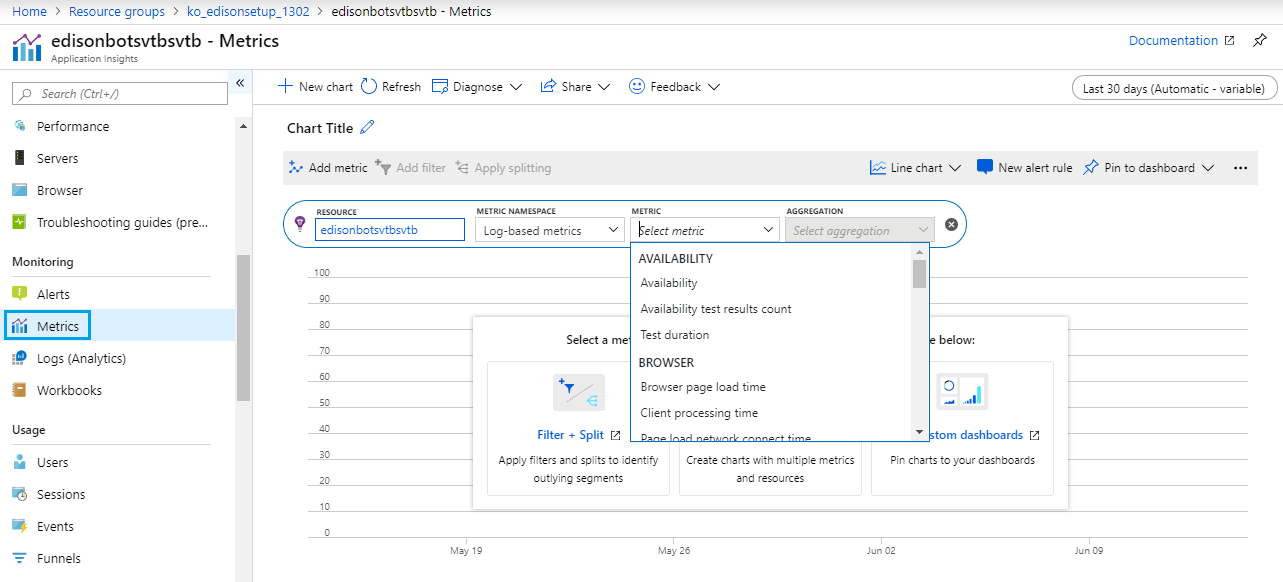 Home > Resource groups > ko_edisonsetup_1302 > edisonbotsvtbsvtb - Metrics
edisonbotsvtbsvtb - Metrics
Application Insights
Documentation
Search (Ctrl+/)
«
New chart Refresh Diagnose Share Feedback
Last 30 days (Automatic - variable)
Performance
Servers
Browser
Troubleshooting guides (pre...
Monitoring
Alerts
Metrics
Logs (Analytics)
Workbooks
Usage
Users
Sessions
Events
Funnels
Chart Title
Add metric Add filter Apply splitting
Line chart New alert rule Pin to dashboard ...
RESOURCE METRIC NAMESPACE METRIC AGGREGATION
edisonbotsvtbsvtb Log-based metrics Select metric Select aggregation
AVAILABILITY
Availability
Availability test results count
Test duration
BROWSER
Browser page load time
Client processing time
Page load network connect time
100
90
80
70
60
50
40
30
20
10
0
Select a me
below:
Filter + Split
Apply filters and splits to identify
outlying segments
Create charts with multiple metrics
and resources
stom dashboards
Pin charts to your dashboards
May 19 May 26 Jun 02 Jun 09